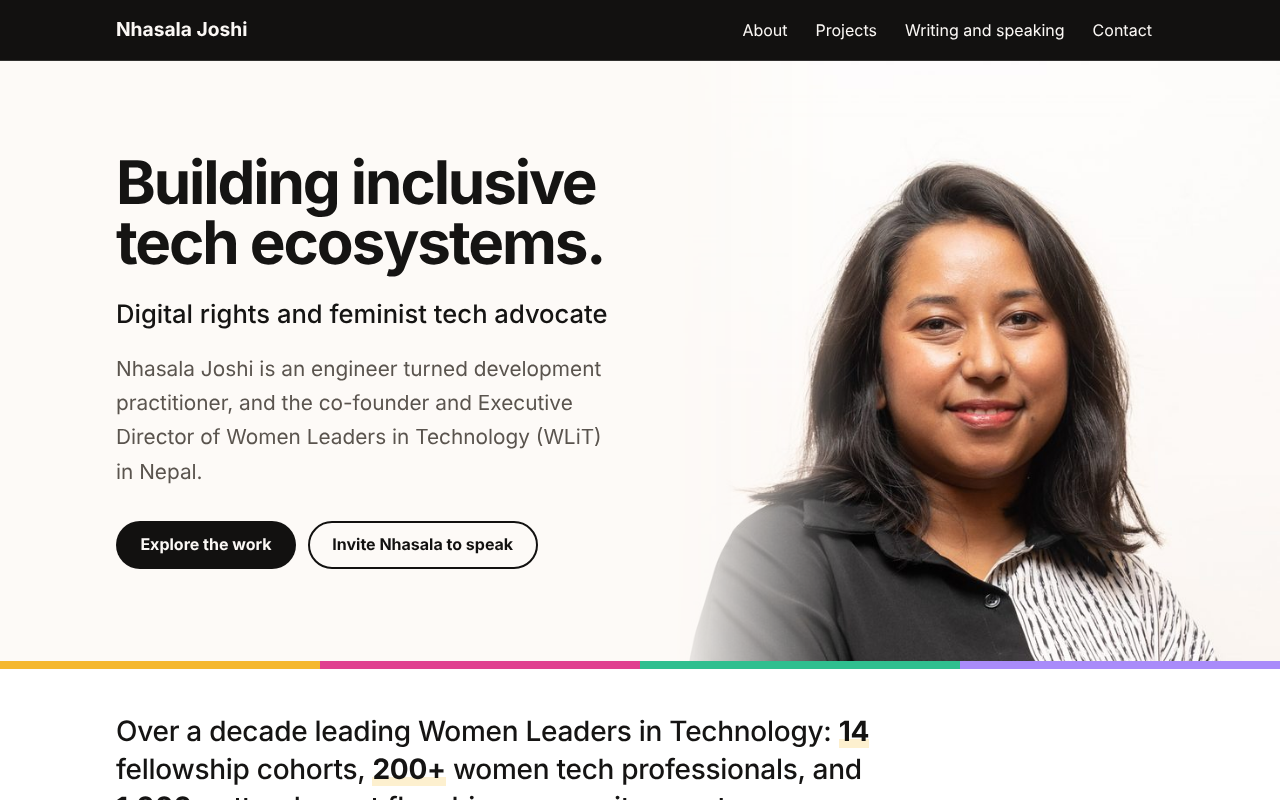 Nhasala Joshi
About Projects Writing and speaking Contact
Building inclusive
tech ecosystems.
Digital rights and feminist tech advocate
Nhasala Joshi is an engineer turned development
practitioner, and the co-founder and Executive
Director of Women Leaders in Technology (WLiT)
in Nepal.
Explore the work
Invite Nhasala to speak
Over a decade leading Women Leaders in Technology: 14
fellowship cohorts, 200+ women tech professionals, and